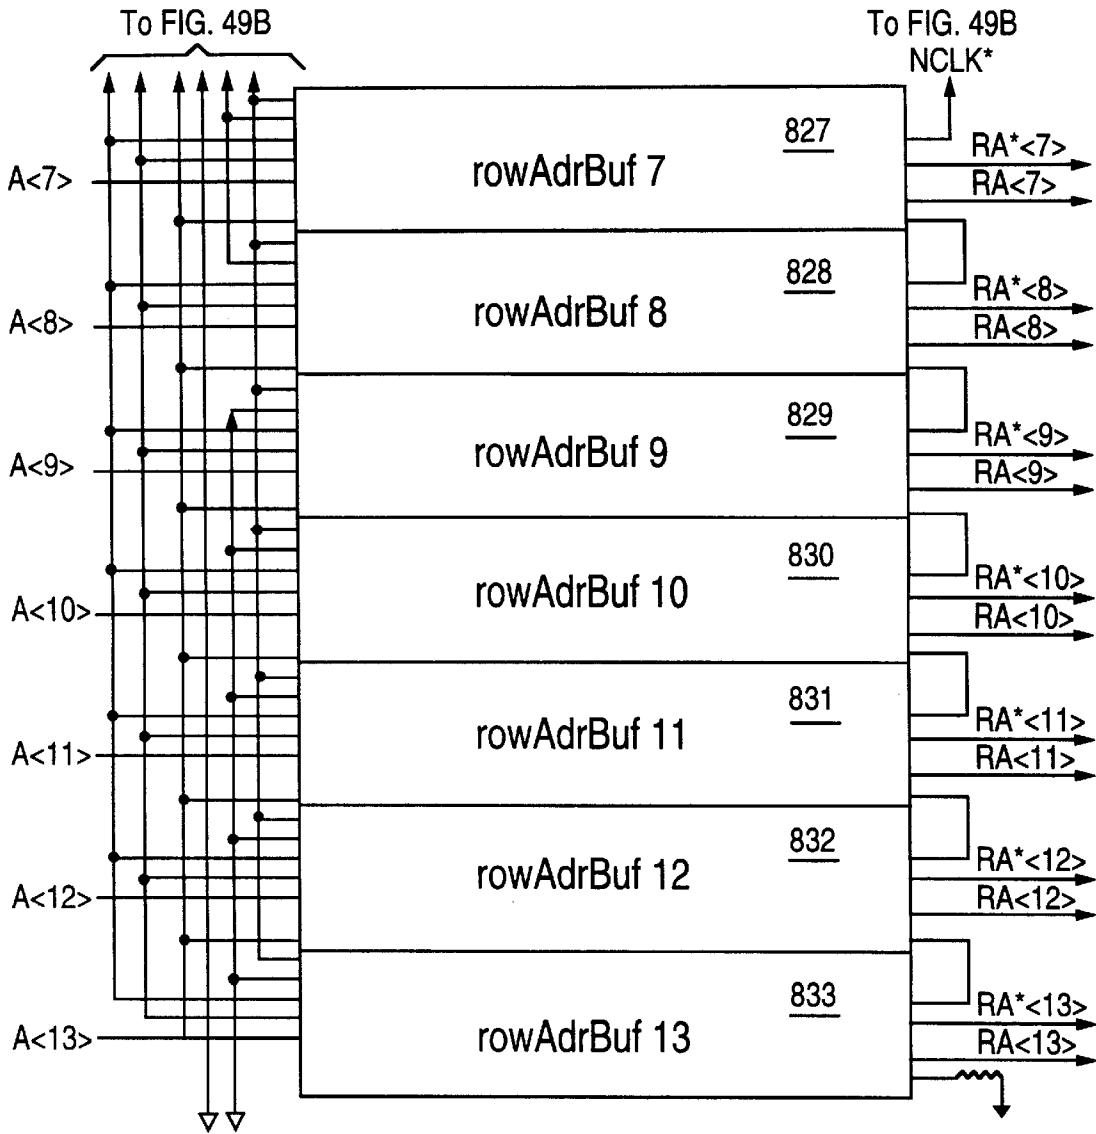 To FIG. 49B
To FIG. 49B
NCLK*
827
rowAdrBuf 7
A<7>
RA*<7>
RA<7>
828
rowAdrBuf 8
A<8>
RA*<8>
RA<8>
829
rowAdrBuf 9
A<9>
RA*<9>
RA<9>
830
rowAdrBuf 10
A<10>
RA*<10>
RA<10>
831
rowAdrBuf 11
A<11>
RA*<11>
RA<11>
832
rowAdrBuf 12
A<12>
RA*<12>
RA<12>
833
rowAdrBuf 13
A<13>
RA*<13>
RA<13>